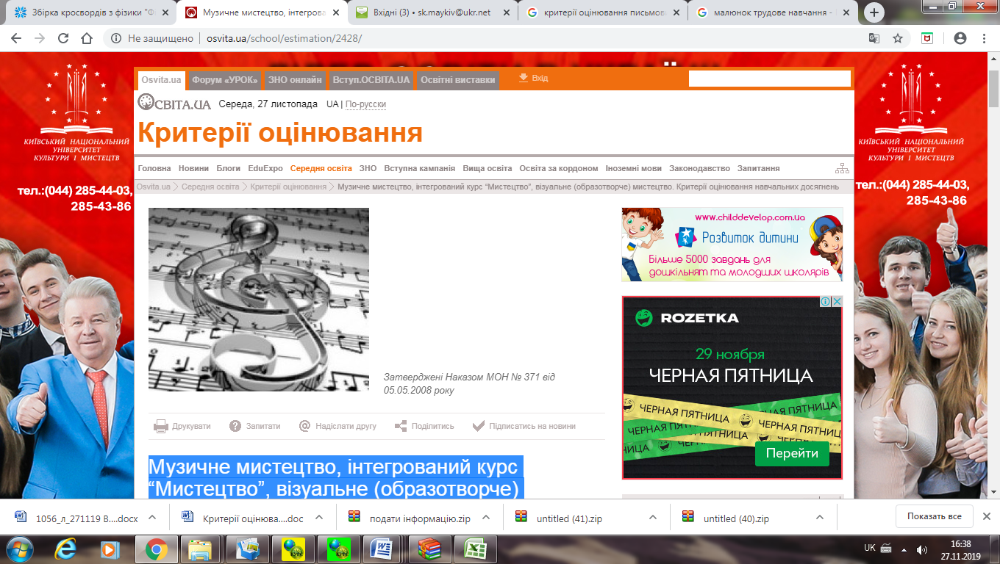 Збірка кросвордів з фізики "Ф
Музичне мистецтво, інтегрова
Вхідні (3) • sk.maykiv@ukr.net
критерії оцінювання письмов
малюнок трудове навчання -
Не защищено
osvita.ua/school/estimation/2428/
Osvita.ua
Форум «УРОК»
ЗНО онлайн
Вступ.ОСВІТА.UA
Освітні виставки
Вхід
ОСВІТА.UA
Середа, 27 листопада
UA | По-русски
Критерії оцінювання
Головна Новини Блоги EduExpo Середня освіта ЗНО Вступна кампанія Вища освіта Освіта за кордоном Іноземні мови Законодавство Запитання
Osvita.ua Середня освіта Критерії оцінювання Музичне мистецтво, інтегрований курс "Мистецтво", візуальне (образотворче) мистецтво. Критерії оцінювання навчальних досягнень
КИЇВСЬКИЙ НАЦІОНАЛЬНИЙ
УНІВЕРСИТЕТ
КУЛЬТУРИ І МИСТЕЦТВ
тел.:(044) 285-44-03,
285-43-86
Затверджені Наказом МОН № 371 від
05.05.2008 року
Друкувати
Запитати
Надіслати другу
Поділитись
Підписатись на новини
Музичне мистецтво, інтегрований курс
“Мистецтво”, візуальне (образотворче)
www.childdevelop.com.ua
Розвиток дитини
Більше 5000 завдань для
дошкільнят та молодших школярів
ROZETKA
29 ноября
ЧЕРНАЯ ПЯТНИЦА
ЧЕРНАЯ ПЯТНИЦА
ЧЕРНАЯ ПЯТНИЦА
ЧЕРНАЯ ПЯТНИЦ
Перейти
КИЇВСЬКИЙ НАЦІОНАЛЬНИЙ
УНІВЕРСИТЕТ
КУЛЬТУРИ І МИСТЕЦТВ
тел.:(044) 285-44-03,
285-43-86
1056_л_271119 В....docx
Критерії оцінюва....doc
подати інформацію.zip
untitled (41).zip
untitled (40).zip
Показать все
UK
16:38
27.11.2019